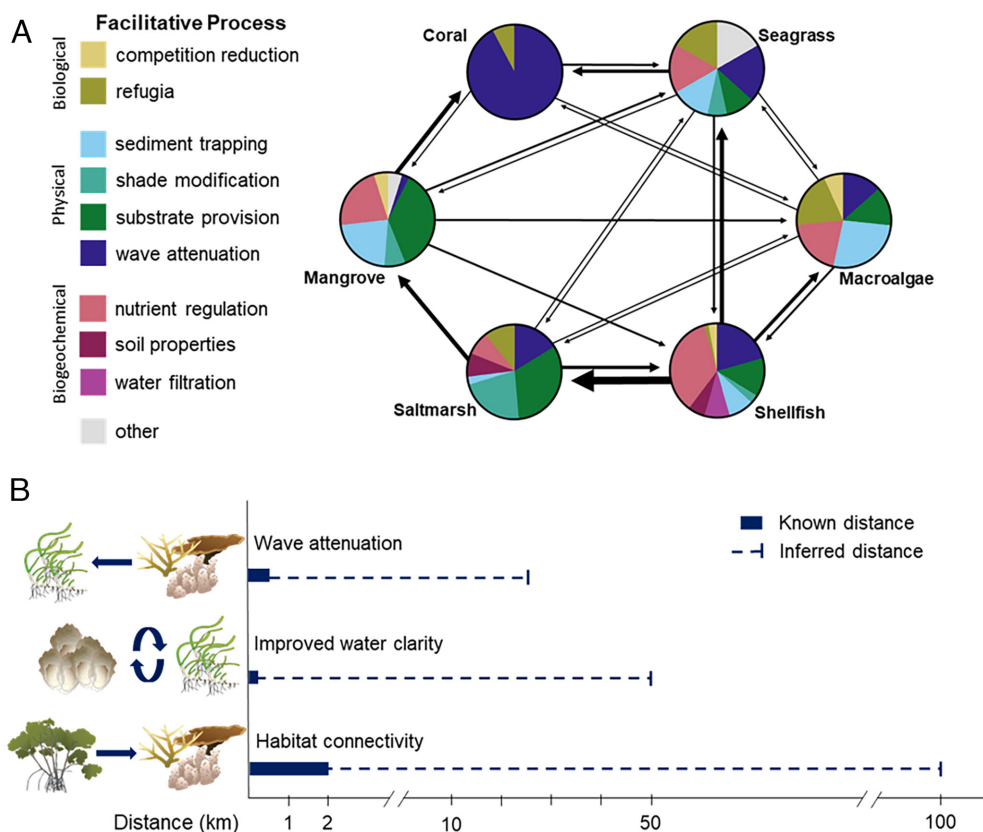 A
Facilitative Process
Biological
competition reduction
refugia
Physical
sediment trapping
shade modification
substrate provision
wave attenuation
Biogeochemical
nutrient regulation
soil properties
water filtration
other
Coral
Seagrass
Mangrove
Macroalgae
Saltmarsh
Shellfish
B
Known distance
Inferred distance
Wave attenuation
Improved water clarity
Habitat connectivity
Distance (km) 1 2 10 50 100